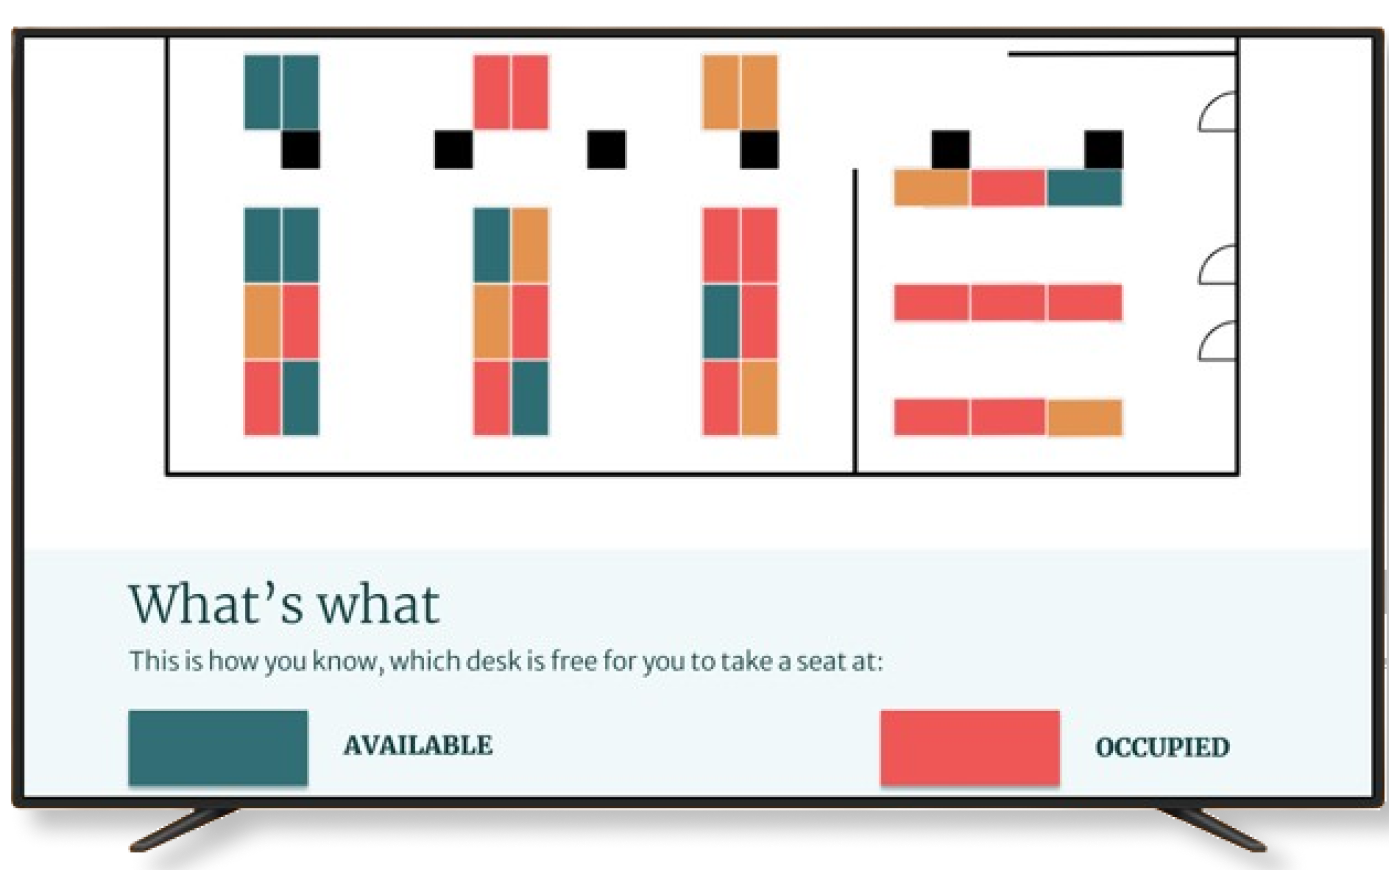 What’s what
This is how you know, which desk is free for you to take a seat at:
AVAILABLE
OCCUPIED